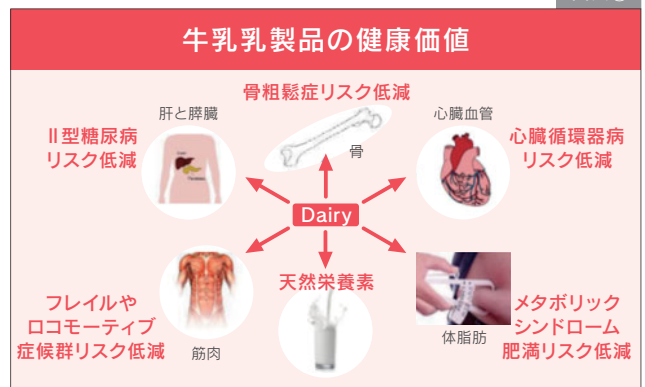 牛乳乳製品の健康価値
骨粗鬆症リスク低減
肝と膵臓
心臓血管
骨
II型糖尿病
リスク低減
心臓循環器病
リスク低減
Dairy
天然栄養素
フレイルや
ロコモーティブ
症候群リスク低減
筋肉
体脂肪
メタボリック
シンドローム
肥満リスク低減